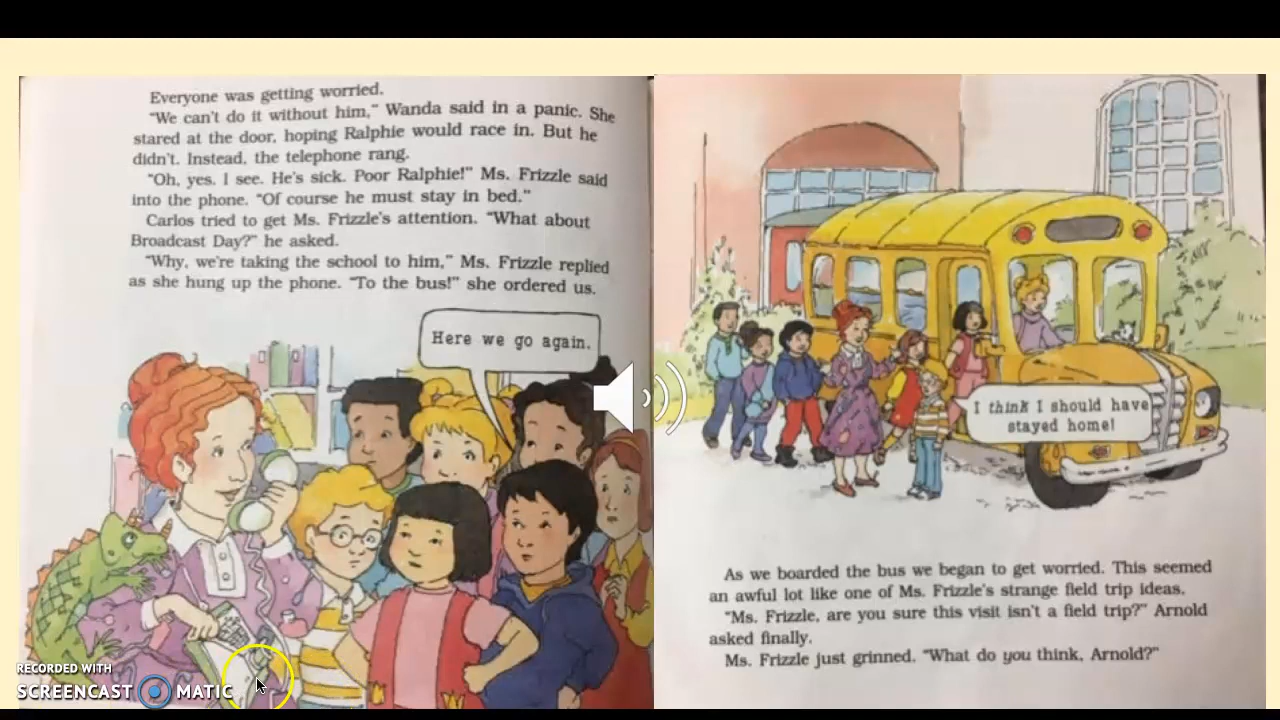 Everyone was getting worried.
"We can't do it without him," Wanda said in a panic. She
stared at the door, hoping Ralphie would race in. But he
didn't. Instead, the telephone rang.
"Oh, yes. I see. He's sick. Poor Ralphie!" Ms. Frizzle said
into the phone. "Of course he must stay in bed."
Carlos tried to get Ms. Frizzle's attention. "What about
Broadcast Day?" he asked.
"Why, we're taking the school to him," Ms. Frizzle replied
as she hung up the phone. "To the bus!" she ordered us.
Here we go again.
I think I should have
stayed home!
As we boarded the bus we began to get worried. This seemed
an awful lot like one of Ms. Frizzle's strange field trip ideas.
"Ms. Frizzle, are you sure this visit isn't a field trip?" Arnold
asked finally.
Ms. Frizzle just grinned. "What do you think, Arnold?"
RECORDED WITH
SCREENCAST MATIC